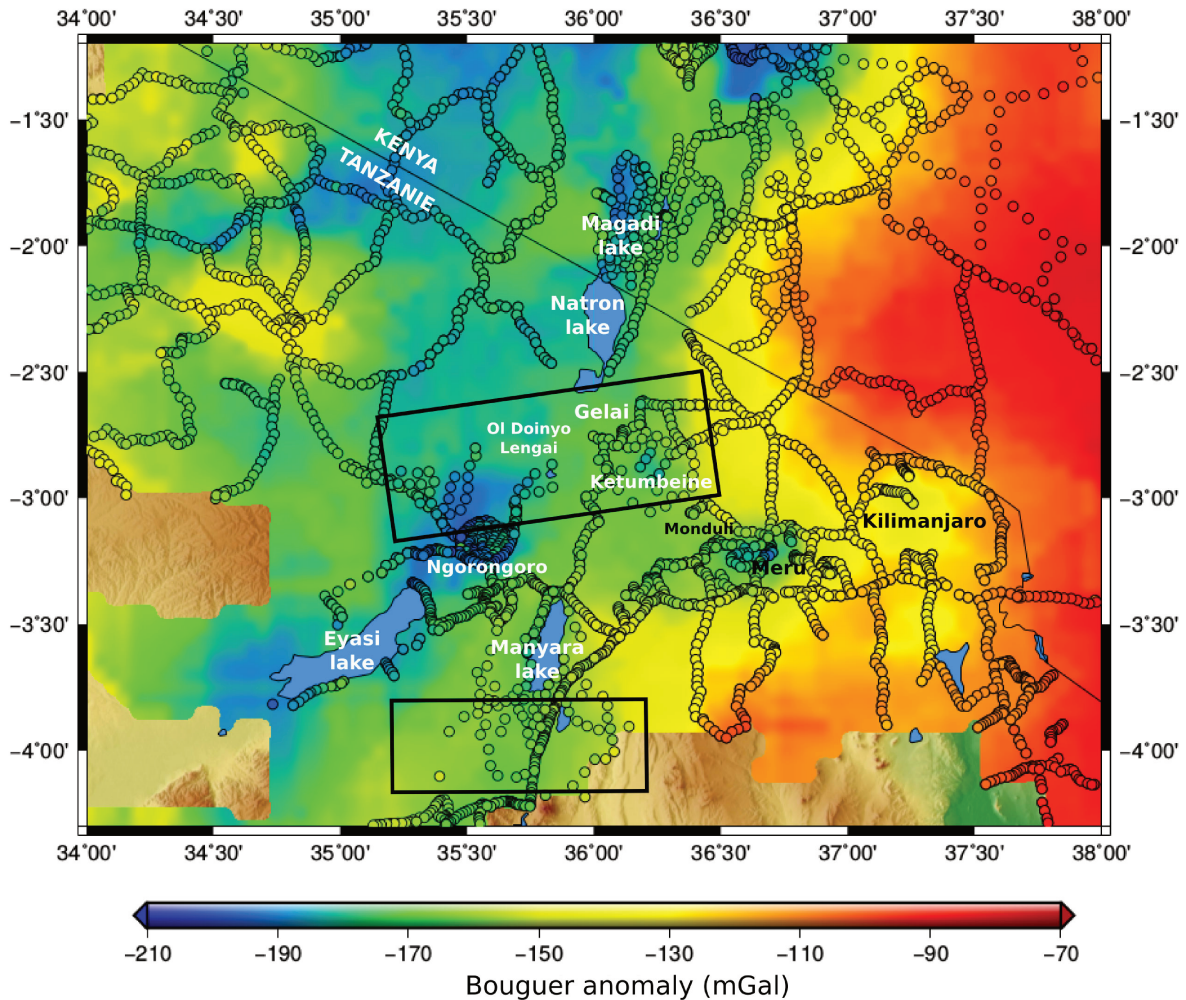 34˚00' 34˚30' 35˚00' 35˚30' 36˚00' 36˚30' 37˚00' 37˚30' 38˚00'
−1˚30' −1˚30'
KENYA
TANZANIE
Magadi
lake
−2˚00' −2˚00'
Natron
lake
−2˚30' −2˚30'
Gelai
Ol Doinyo
Lengai
Ketumbeine
−3˚00' −3˚00'
Kilimanjaro
Monduli
Ngorongoro
Meru
−3˚30' −3˚30'
Eyasi
lake
Manyara
lake
−4˚00' −4˚00'
34˚00' 34˚30' 35˚00' 35˚30' 36˚00' 36˚30' 37˚00' 37˚30' 38˚00'
−210 −190 −170 −150 −130 −110 −90 −70
Bouguer anomaly (mGal)